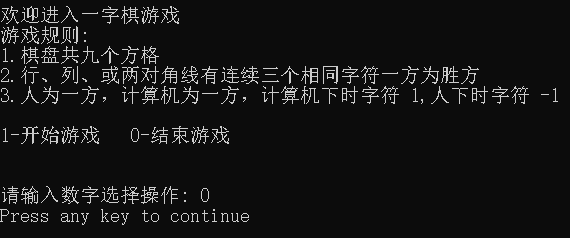 欢迎进入一字棋游戏
游戏规则:
1.棋盘共九个方格
2.行、列、或两对角线有连续三个相同字符一方为胜方
3.人为一方，计算机为一方，计算机下时字符 1,人下时字符 -1
1-开始游戏   0-结束游戏
请输入数字选择操作: 0
Press any key to continue